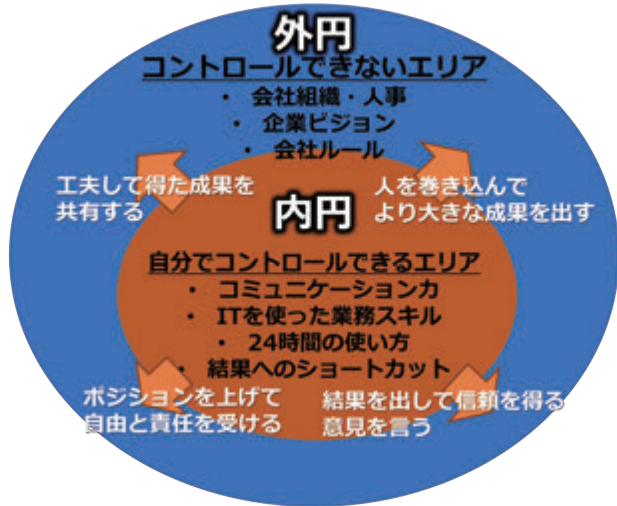 外円
コントロールできないエリア
• 会社組織・人事
• 企業ビジョン
• 会社ルール
工夫して得た成果を
共有する
人を巻き込んで
より大きな成果を出す
内円
自分でコントロールできるエリア
• コミュニケーション力
• ITを使った業務スキル
• 24時間の使い方
• 結果へのショートカット
ポジションを上げて
自由と責任を受ける
結果を出して信頼を得る
意見を言う